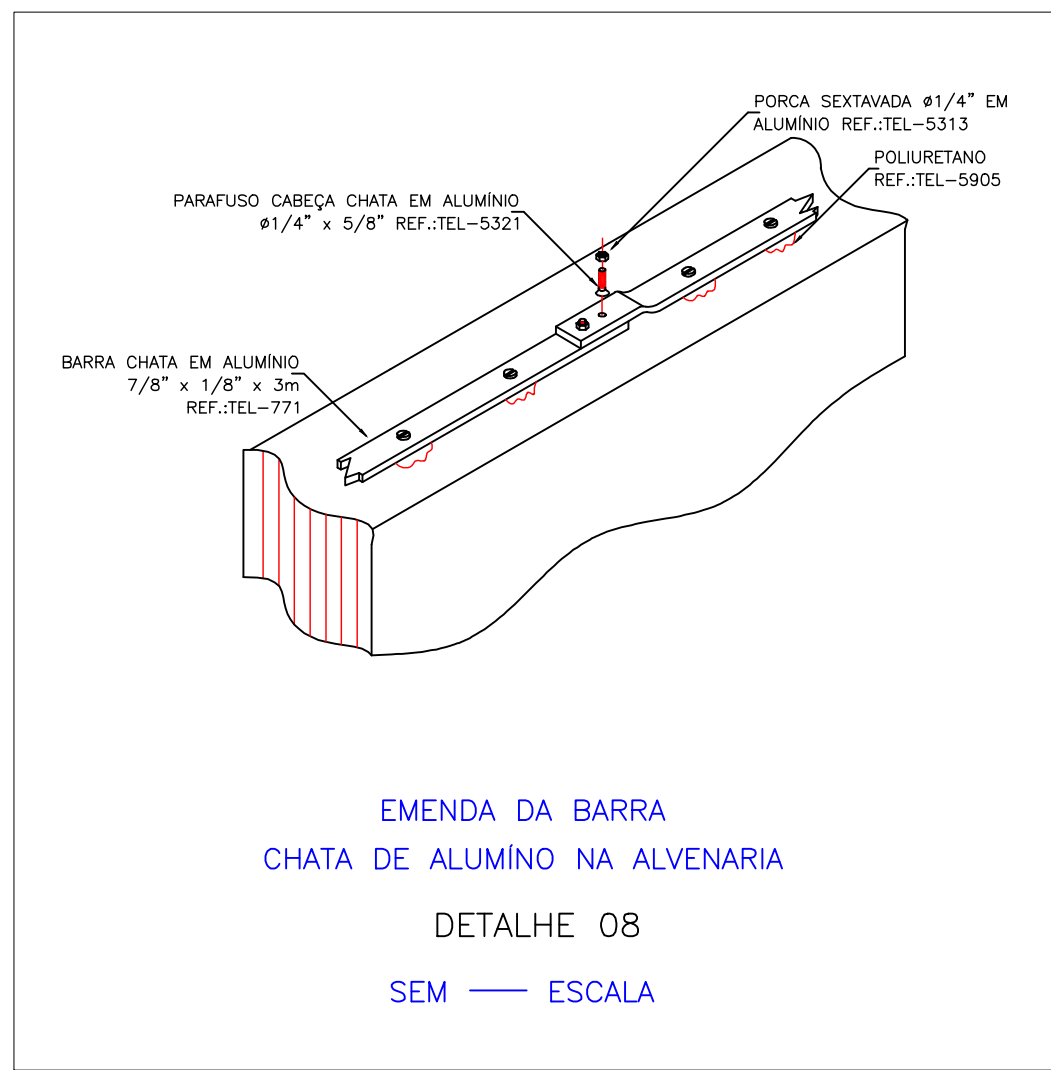 PORCA SEXTAVADA ø1/4” EM
ALUMÍNIO REF.:TEL-5313
POLIURETANO
REF.:TEL-5905
PARAFUSO CABEÇA CHATA EM ALUMÍNIO
ø1/4” x 5/8” REF.:TEL-5321
BARRA CHATA EM ALUMÍNIO
7/8” x 1/8” x 3m
REF.:TEL-771
EMENDA DA BARRA
CHATA DE ALUMÍNO NA ALVENARIA
DETALHE 08
SEM — ESCALA